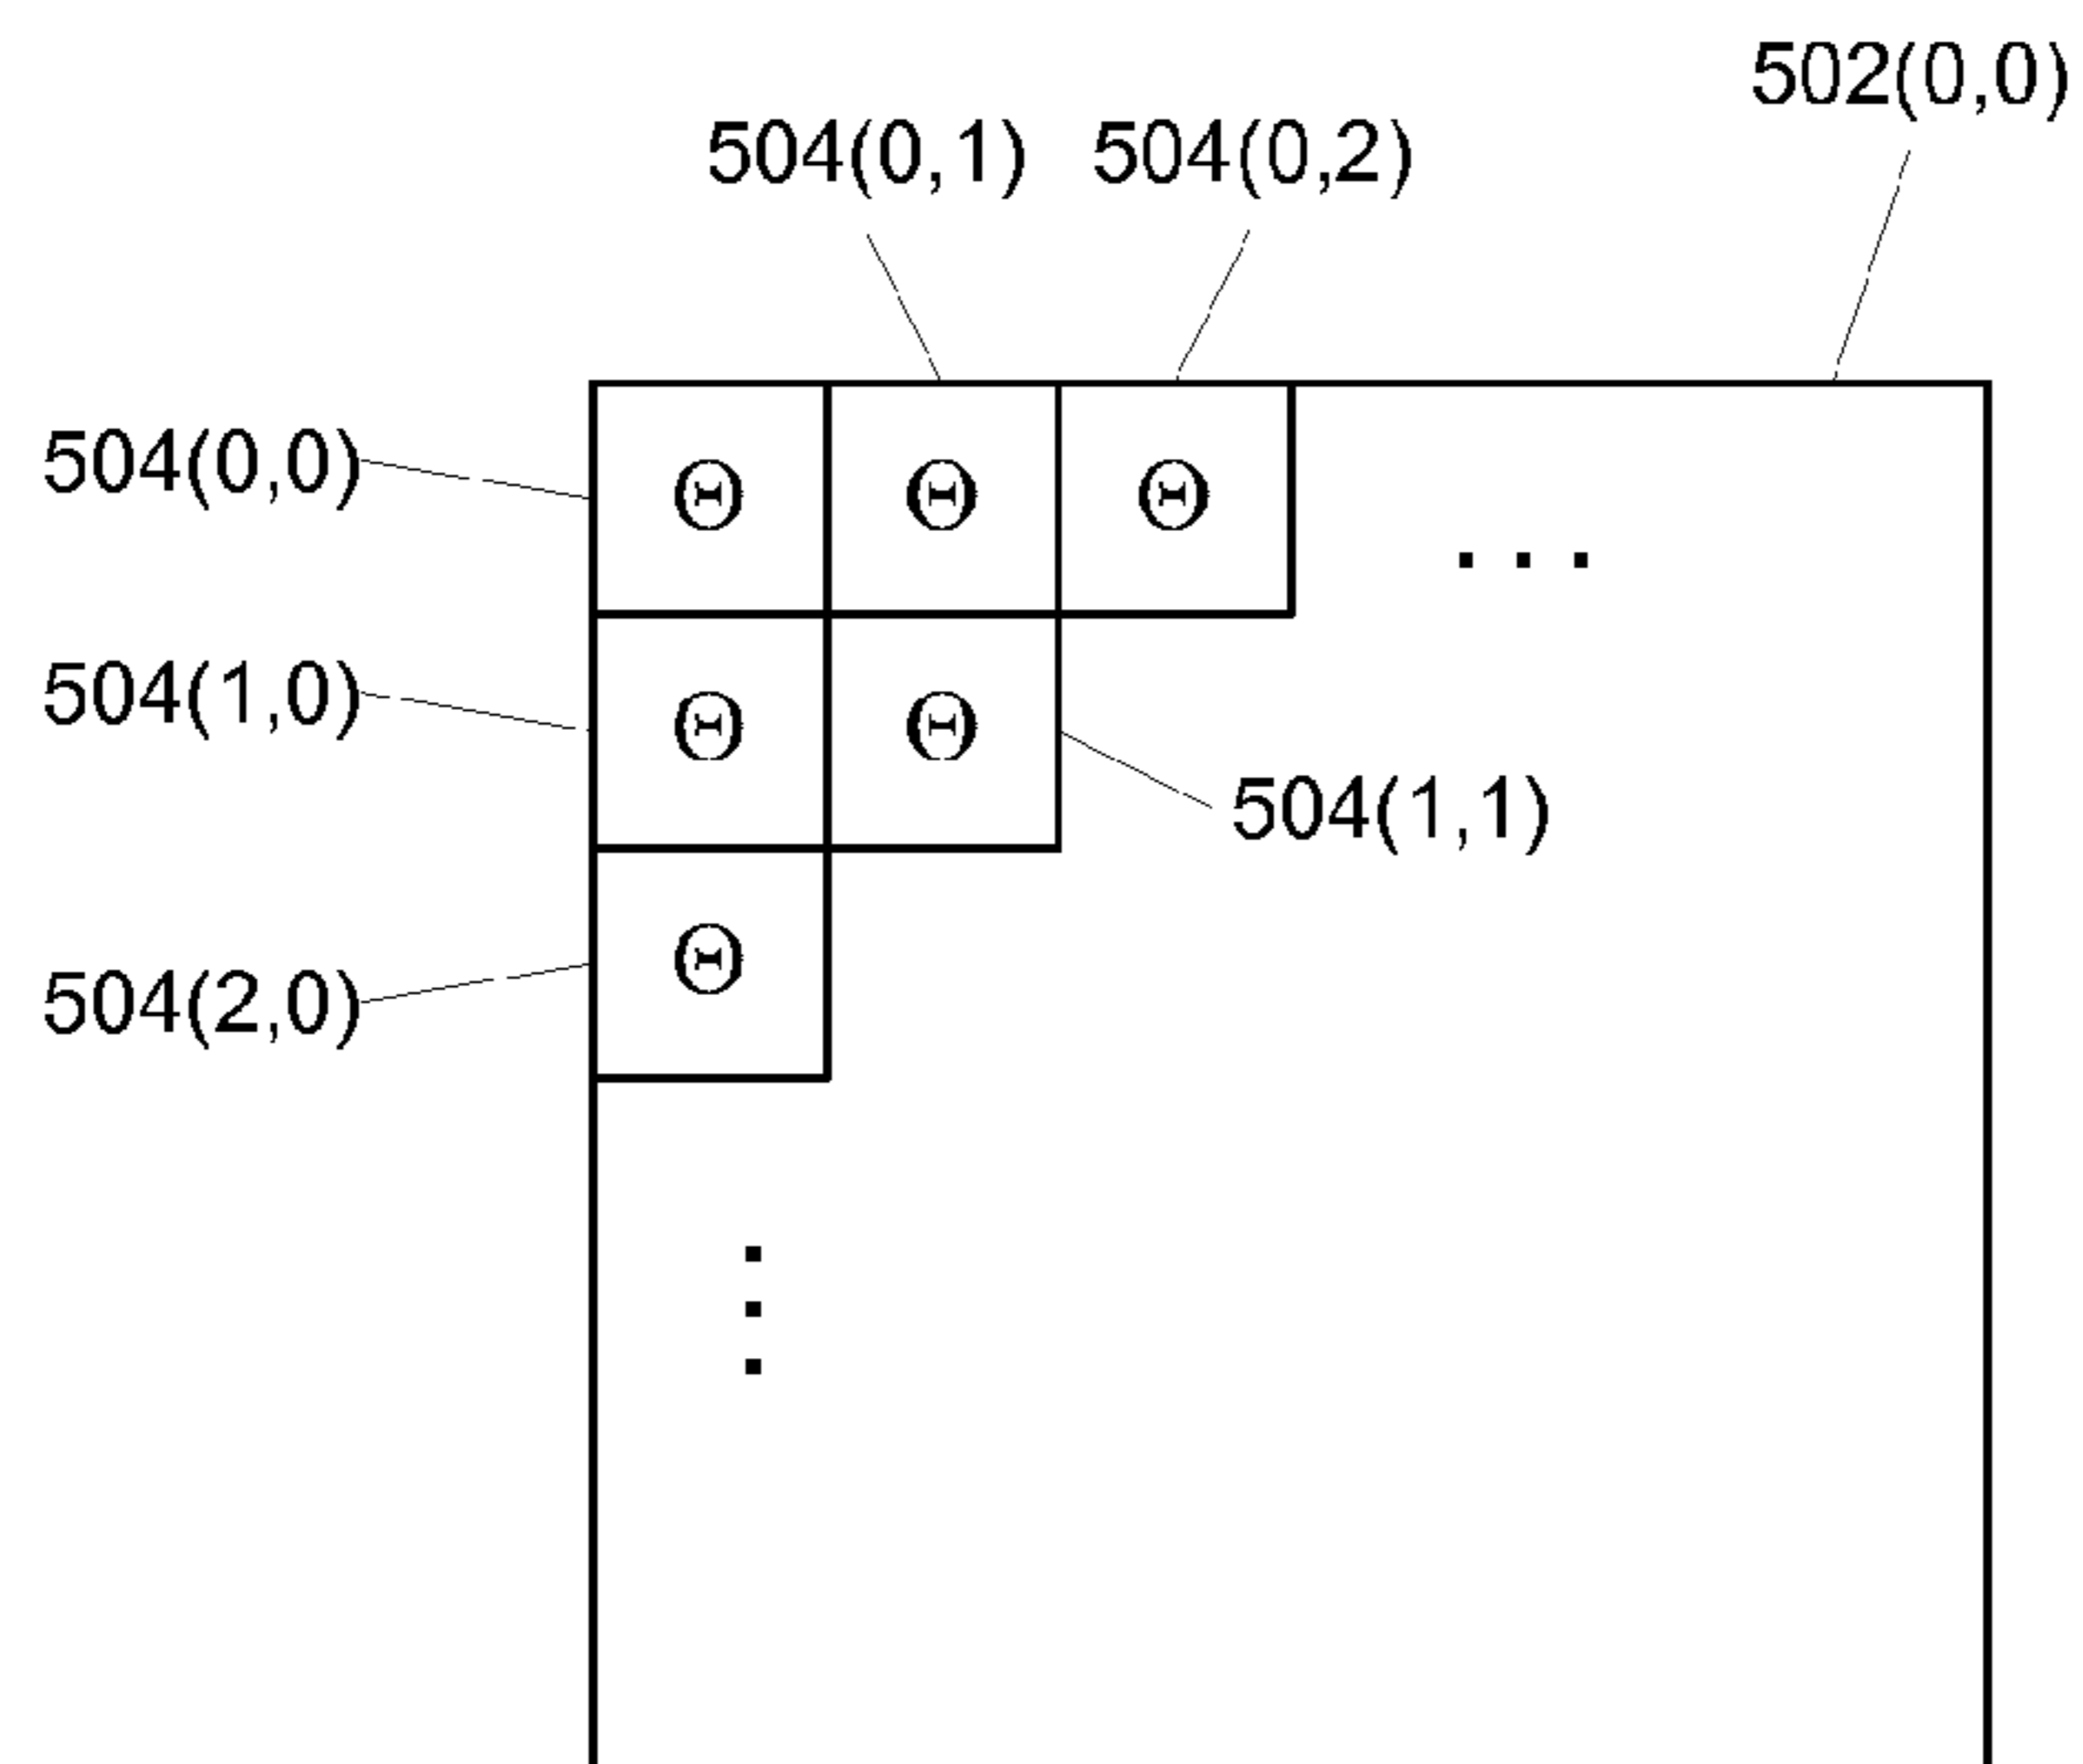 502(0,0)
504(0,1) 504(0,2)
504(0,0) Θ Θ Θ
. . .
504(1,0) Θ Θ
504(1,1)
Θ
504(2,0)
.
.
.